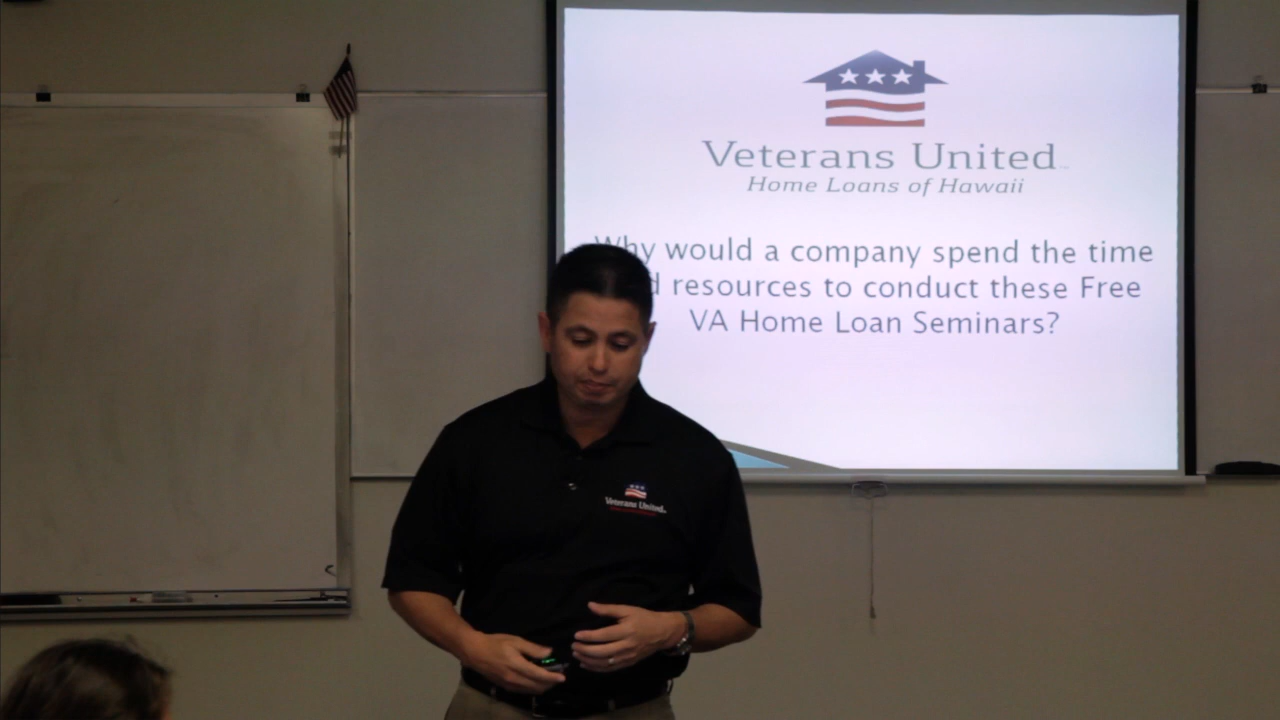 Veterans United
Home Loans of Hawaii
Why would a company spend the time
resources to conduct these Free
VA Home Loan Seminars?
Veterans United